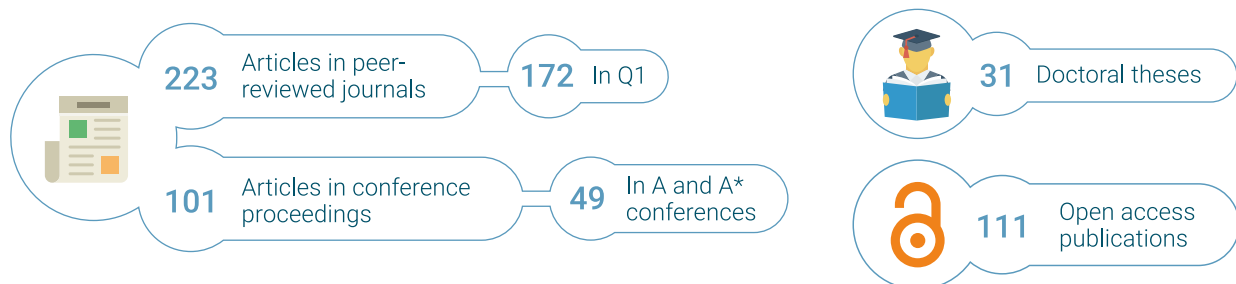 223
Articles in peer-
reviewed journals
172
In Q1
101
Articles in conference
proceedings
49
In A and A*
conferences
31
Doctoral theses
111
Open access
publications